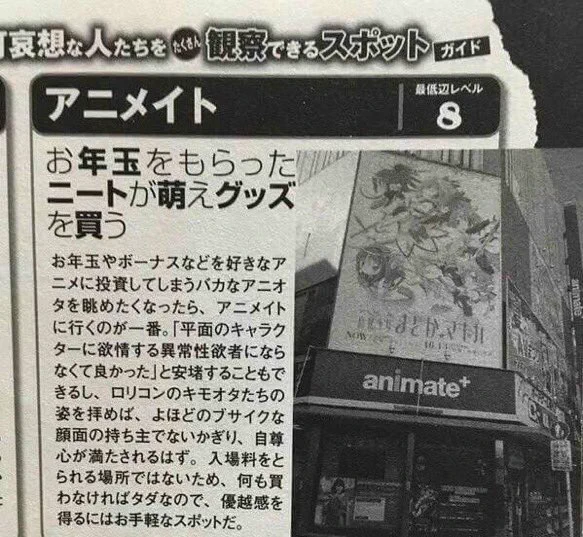 可哀想な人たちを たくさん 観察できるスポット ガイド
アニメイト
最低辺レベル
8
お年玉をもらった
ニートが萌えグッズ
を買う
お年玉やボーナスなどを好きなア
ニメに投資してしまうバカなアニオ
タを眺めたくなったら、アニメイト
に行くのが一番。「平面のキャラク
ターに欲情する異常性欲者になら
なくて良かった」と安堵することもで
きるし、ロリコンのキモオタたちの
姿を拝めば、よほどのブサイクな
顔面の持ち主でないかぎり、自尊
心が満たされるはず。入場料をと
られる場所ではないため、何も買
わなければタダなので、優越感を
得るにはお手軽なスポットだ。
まどか☆マギカ
NOW
animate+